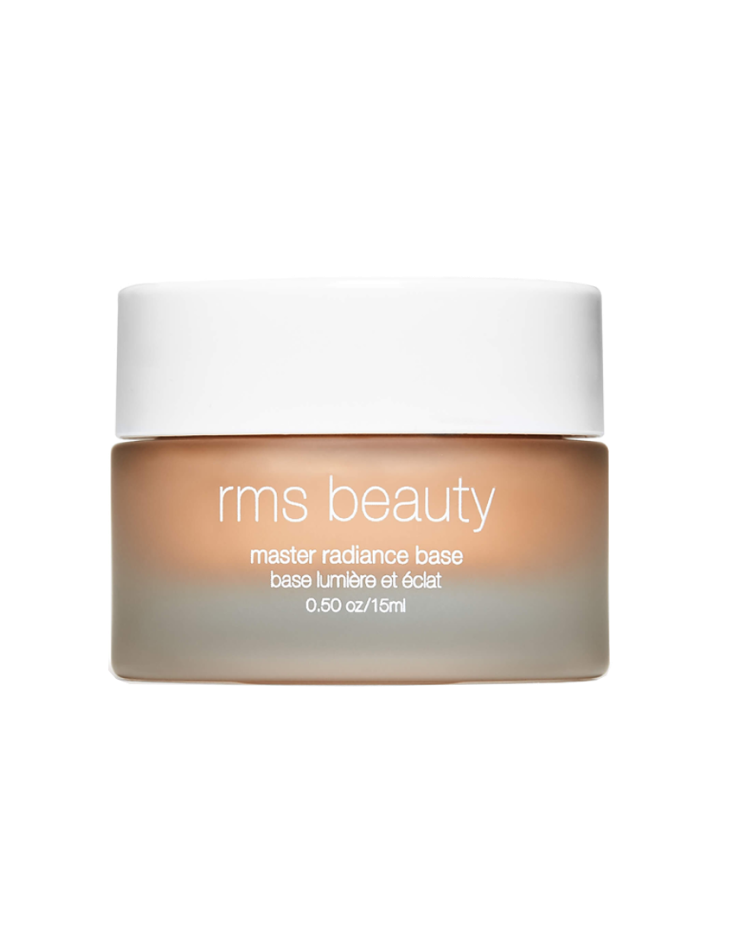 rms beauty
master radiance base
base lumière et éclat
0.50 oz/15ml